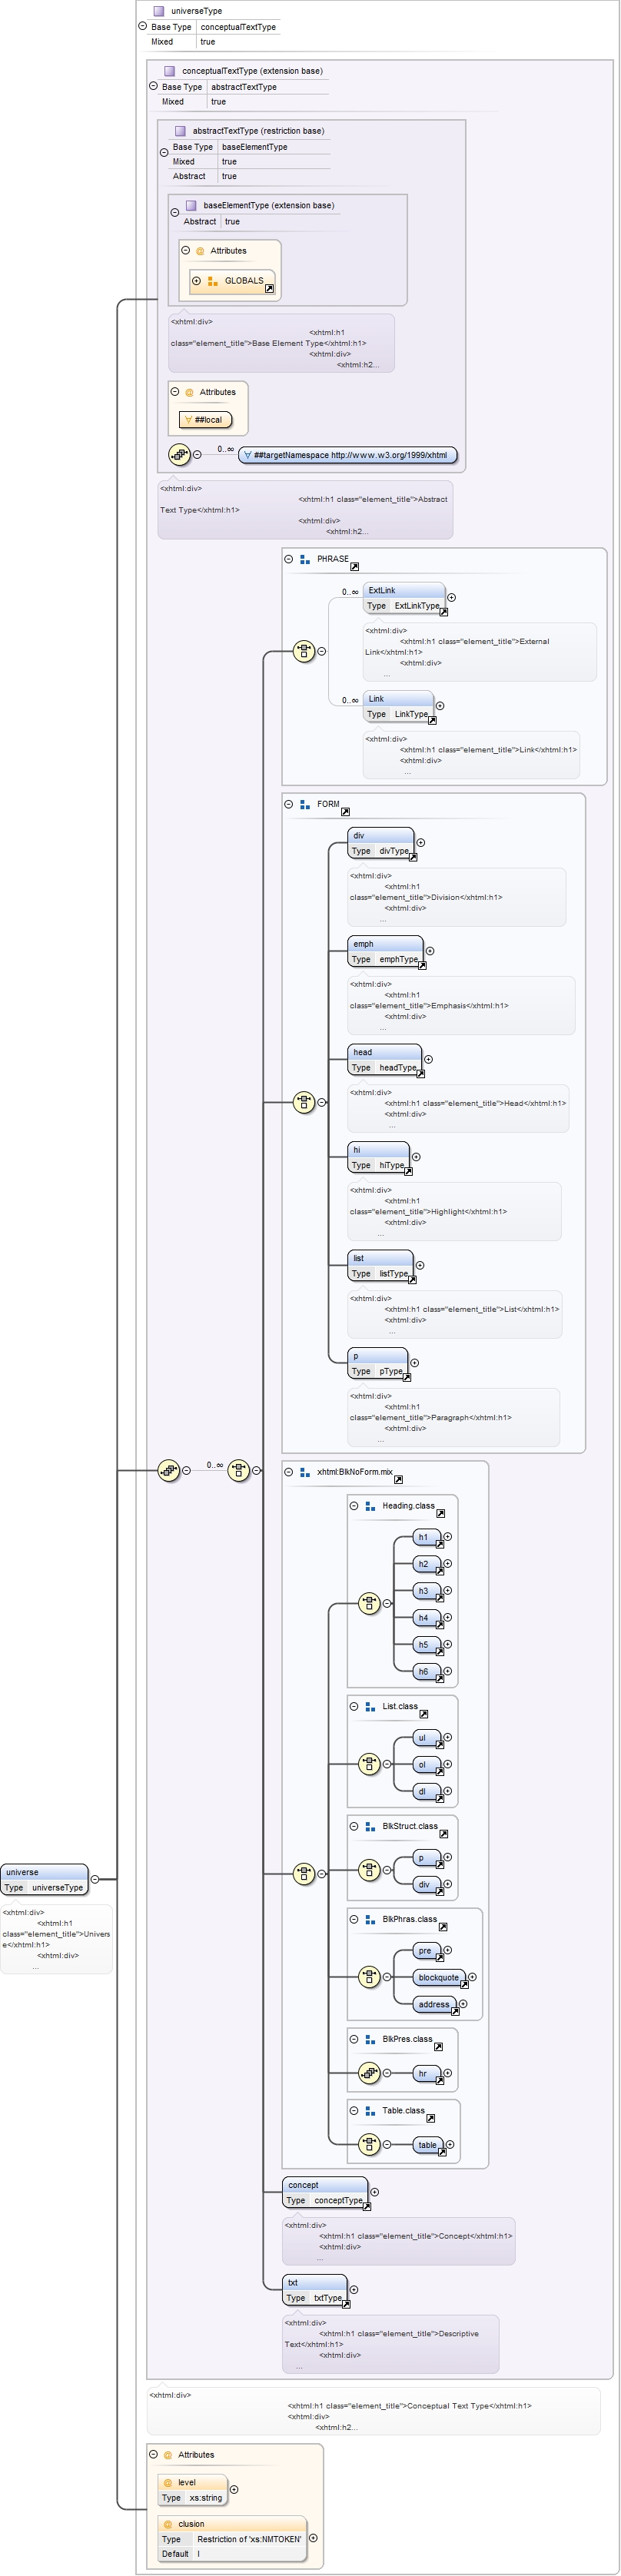 universeType
Base Type conceptualTextType
Mixed true
conceptualTextType (extension base)
Base Type abstractTextType
Mixed true
abstractTextType (restriction base)
Base Type baseElementType
Mixed true
Abstract true
baseElementType (extension base)
Abstract true
@ Attributes
GLOBALS
<xhtml:div>
<xhtml:h1
class="element_title">Base Element Type</xhtml:h1>
<xhtml:div>
<xhtml:h2...
@ Attributes
##local
0..∞ ##targetNamespace http://www.w3.org/1999/xhtml
<xhtml:div>
<xhtml:h1 class="element_title">Abstract
Text Type</xhtml:h1>
<xhtml:div>
<xhtml:h2...
PHRASE
0..∞ ExtLink
Type ExtLinkType
<xhtml:div>
<xhtml:h1 class="element_title">External
Link</xhtml:h1>
<xhtml:div>
...
0..∞ Link
Type LinkType
<xhtml:div>
<xhtml:h1 class="element_title">Link</xhtml:h1>
<xhtml:div>
...
FORM
div
Type divType
<xhtml:div>
<xhtml:h1
class="element_title">Division</xhtml:h1>
<xhtml:div>
...
emph
Type emphType
<xhtml:div>
<xhtml:h1
class="element_title">Emphasis</xhtml:h1>
<xhtml:div>
...
head
Type headType
<xhtml:div>
<xhtml:h1 class="element_title">Head</xhtml:h1>
<xhtml:div>
...
hi
Type hiType
<xhtml:div>
<xhtml:h1
class="element_title">Highlight</xhtml:h1>
<xhtml:div>
...
list
Type listType
<xhtml:div>
<xhtml:h1 class="element_title">List</xhtml:h1>
<xhtml:div>
...
p
Type pType
<xhtml:div>
<xhtml:h1
class="element_title">Paragraph</xhtml:h1>
<xhtml:div>
...
0..∞
xhtml:BlkNoForm.mix
Heading.class
h1
h2
h3
h4
h5
h6
List.class
ul
ol
dl
BlkStruct.class
p
div
universe
Type universeType
<xhtml:div>
<xhtml:h1
class="element_title">Univers
e</xhtml:h1>
<xhtml:div>
...
BlkPhras.class
pre
blockquote
address
BlkPres.class
hr
Table.class
table
concept
Type conceptType
<xhtml:div>
<xhtml:h1 class="element_title">Concept</xhtml:h1>
<xhtml:div>
...
txt
Type txtType
<xhtml:div>
<xhtml:h1 class="element_title">Descriptive
Text</xhtml:h1>
<xhtml:div>
...
<xhtml:div>
<xhtml:h1 class="element_title">Conceptual Text Type</xhtml:h1>
<xhtml:div>
<xhtml:h2...
@ Attributes
@ level
Type xs:string
@ clusion
Type Restriction of 'xs:NMTOKEN'
Default I